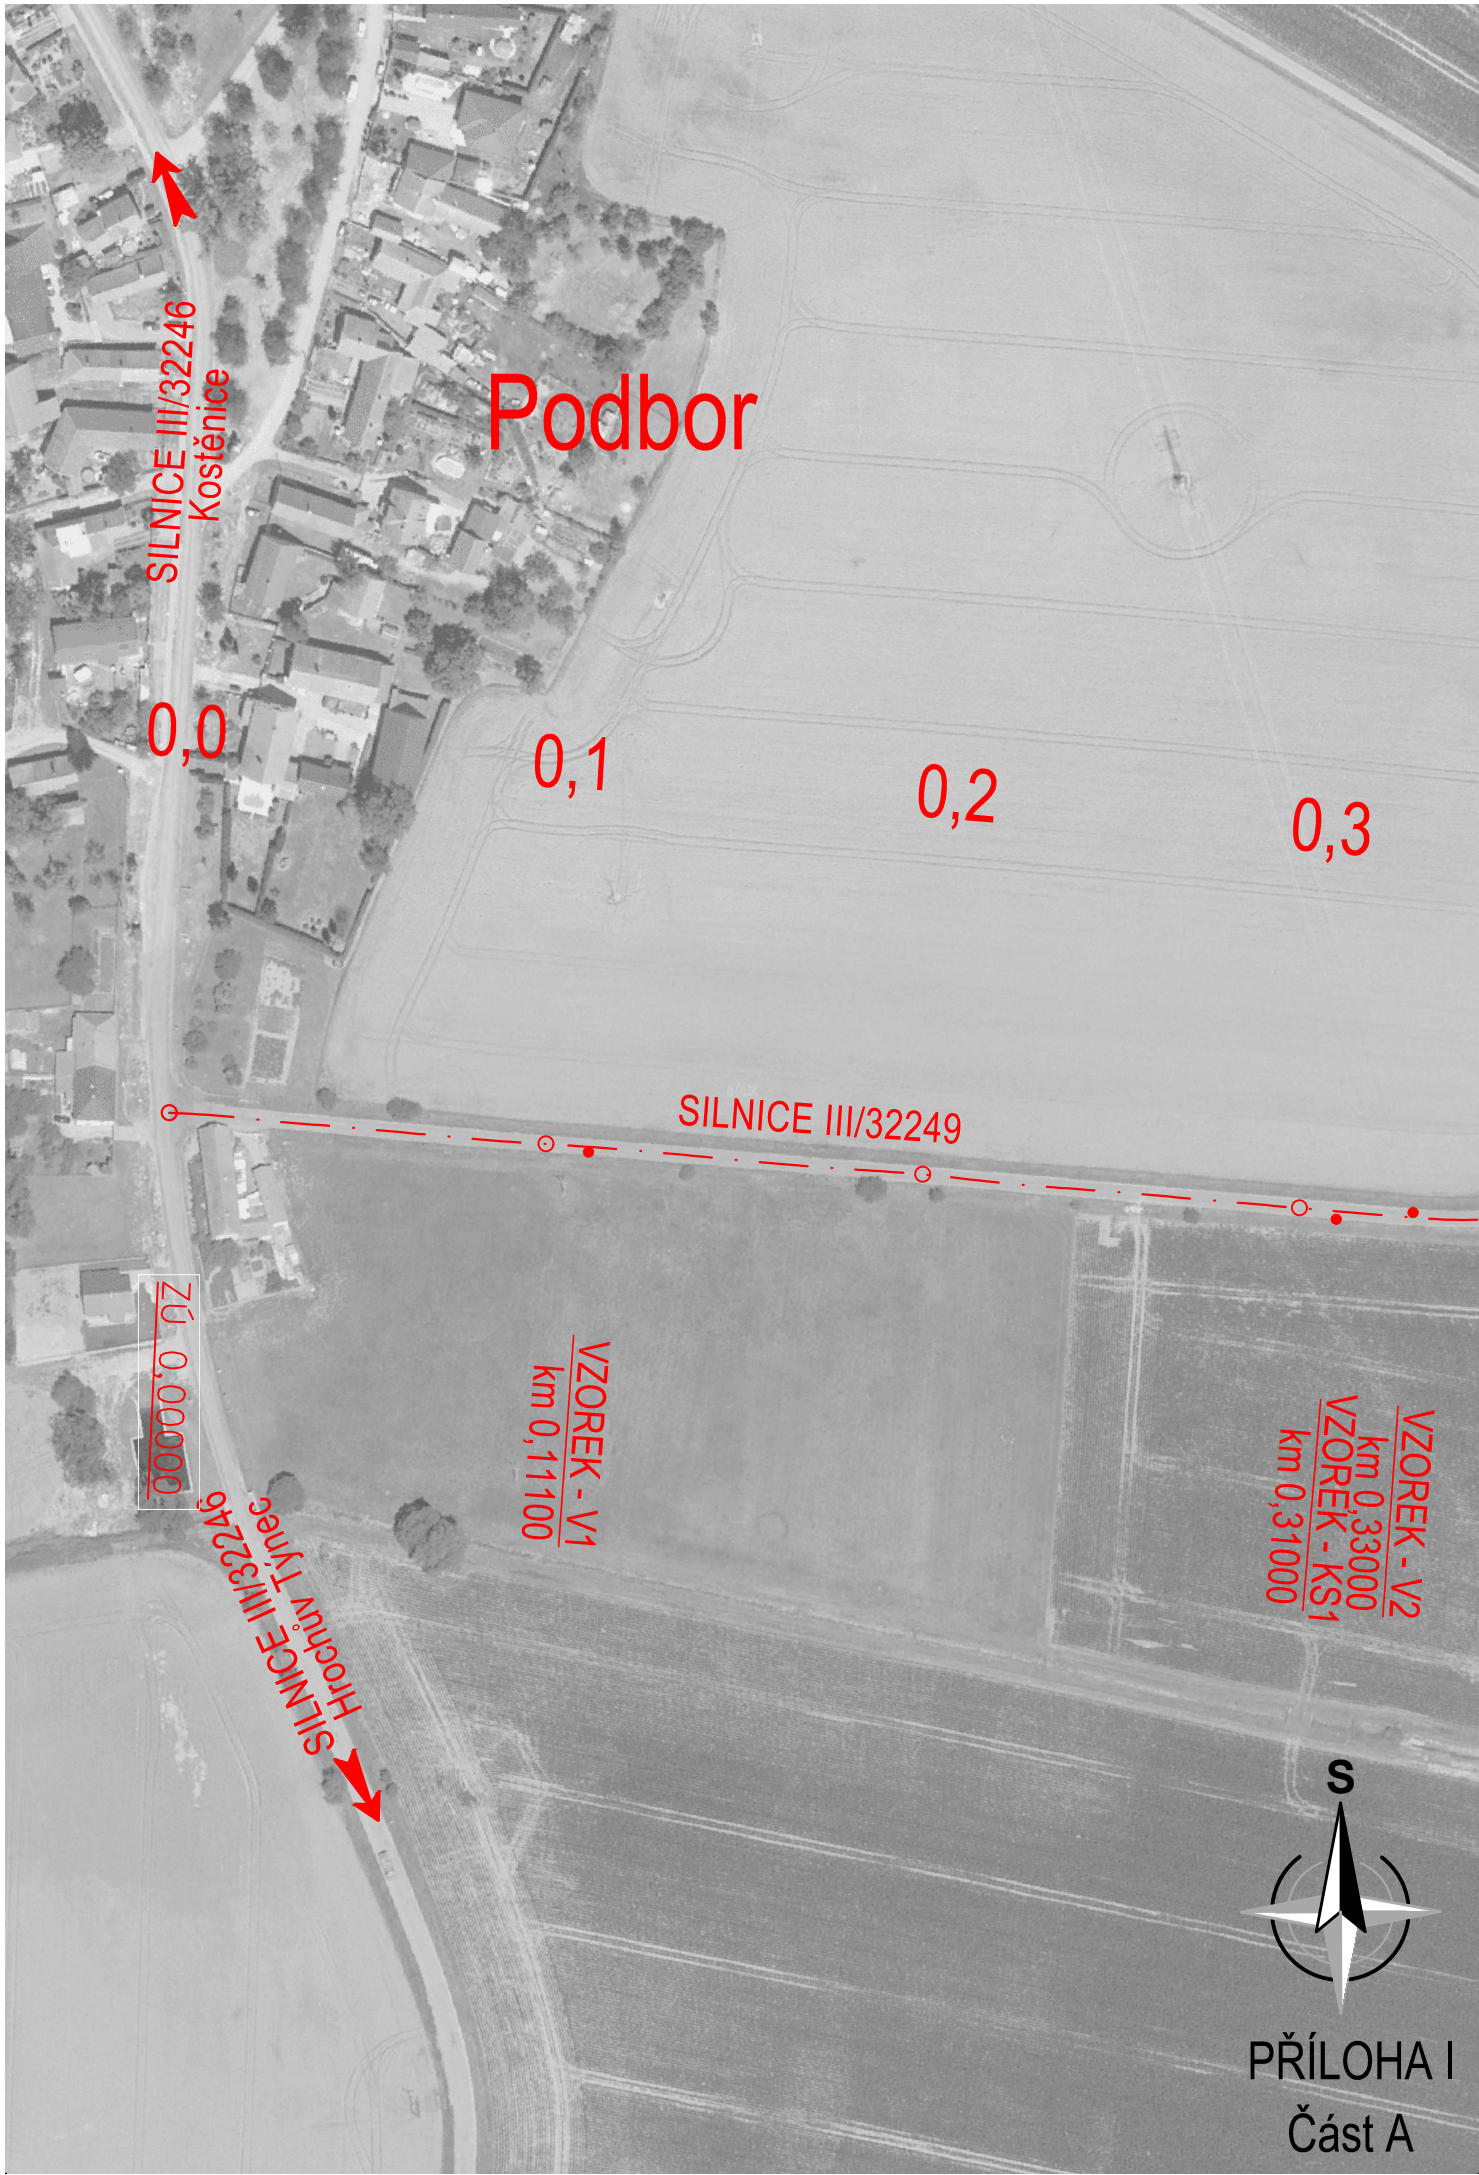 SILNICE III/32246
Kostěnice
Podbor
0,0
0,1
0,2
0,3
SILNICE III/32249
ZÚ 0,00000
VZOREK - V1
km 0,11100
VZOREK - V2
km 0,33000
VZOREK - KS1
km 0,31000
SILNICE III/32246
Hrochův Týnec
S
PŘÍLOHA I
Část A